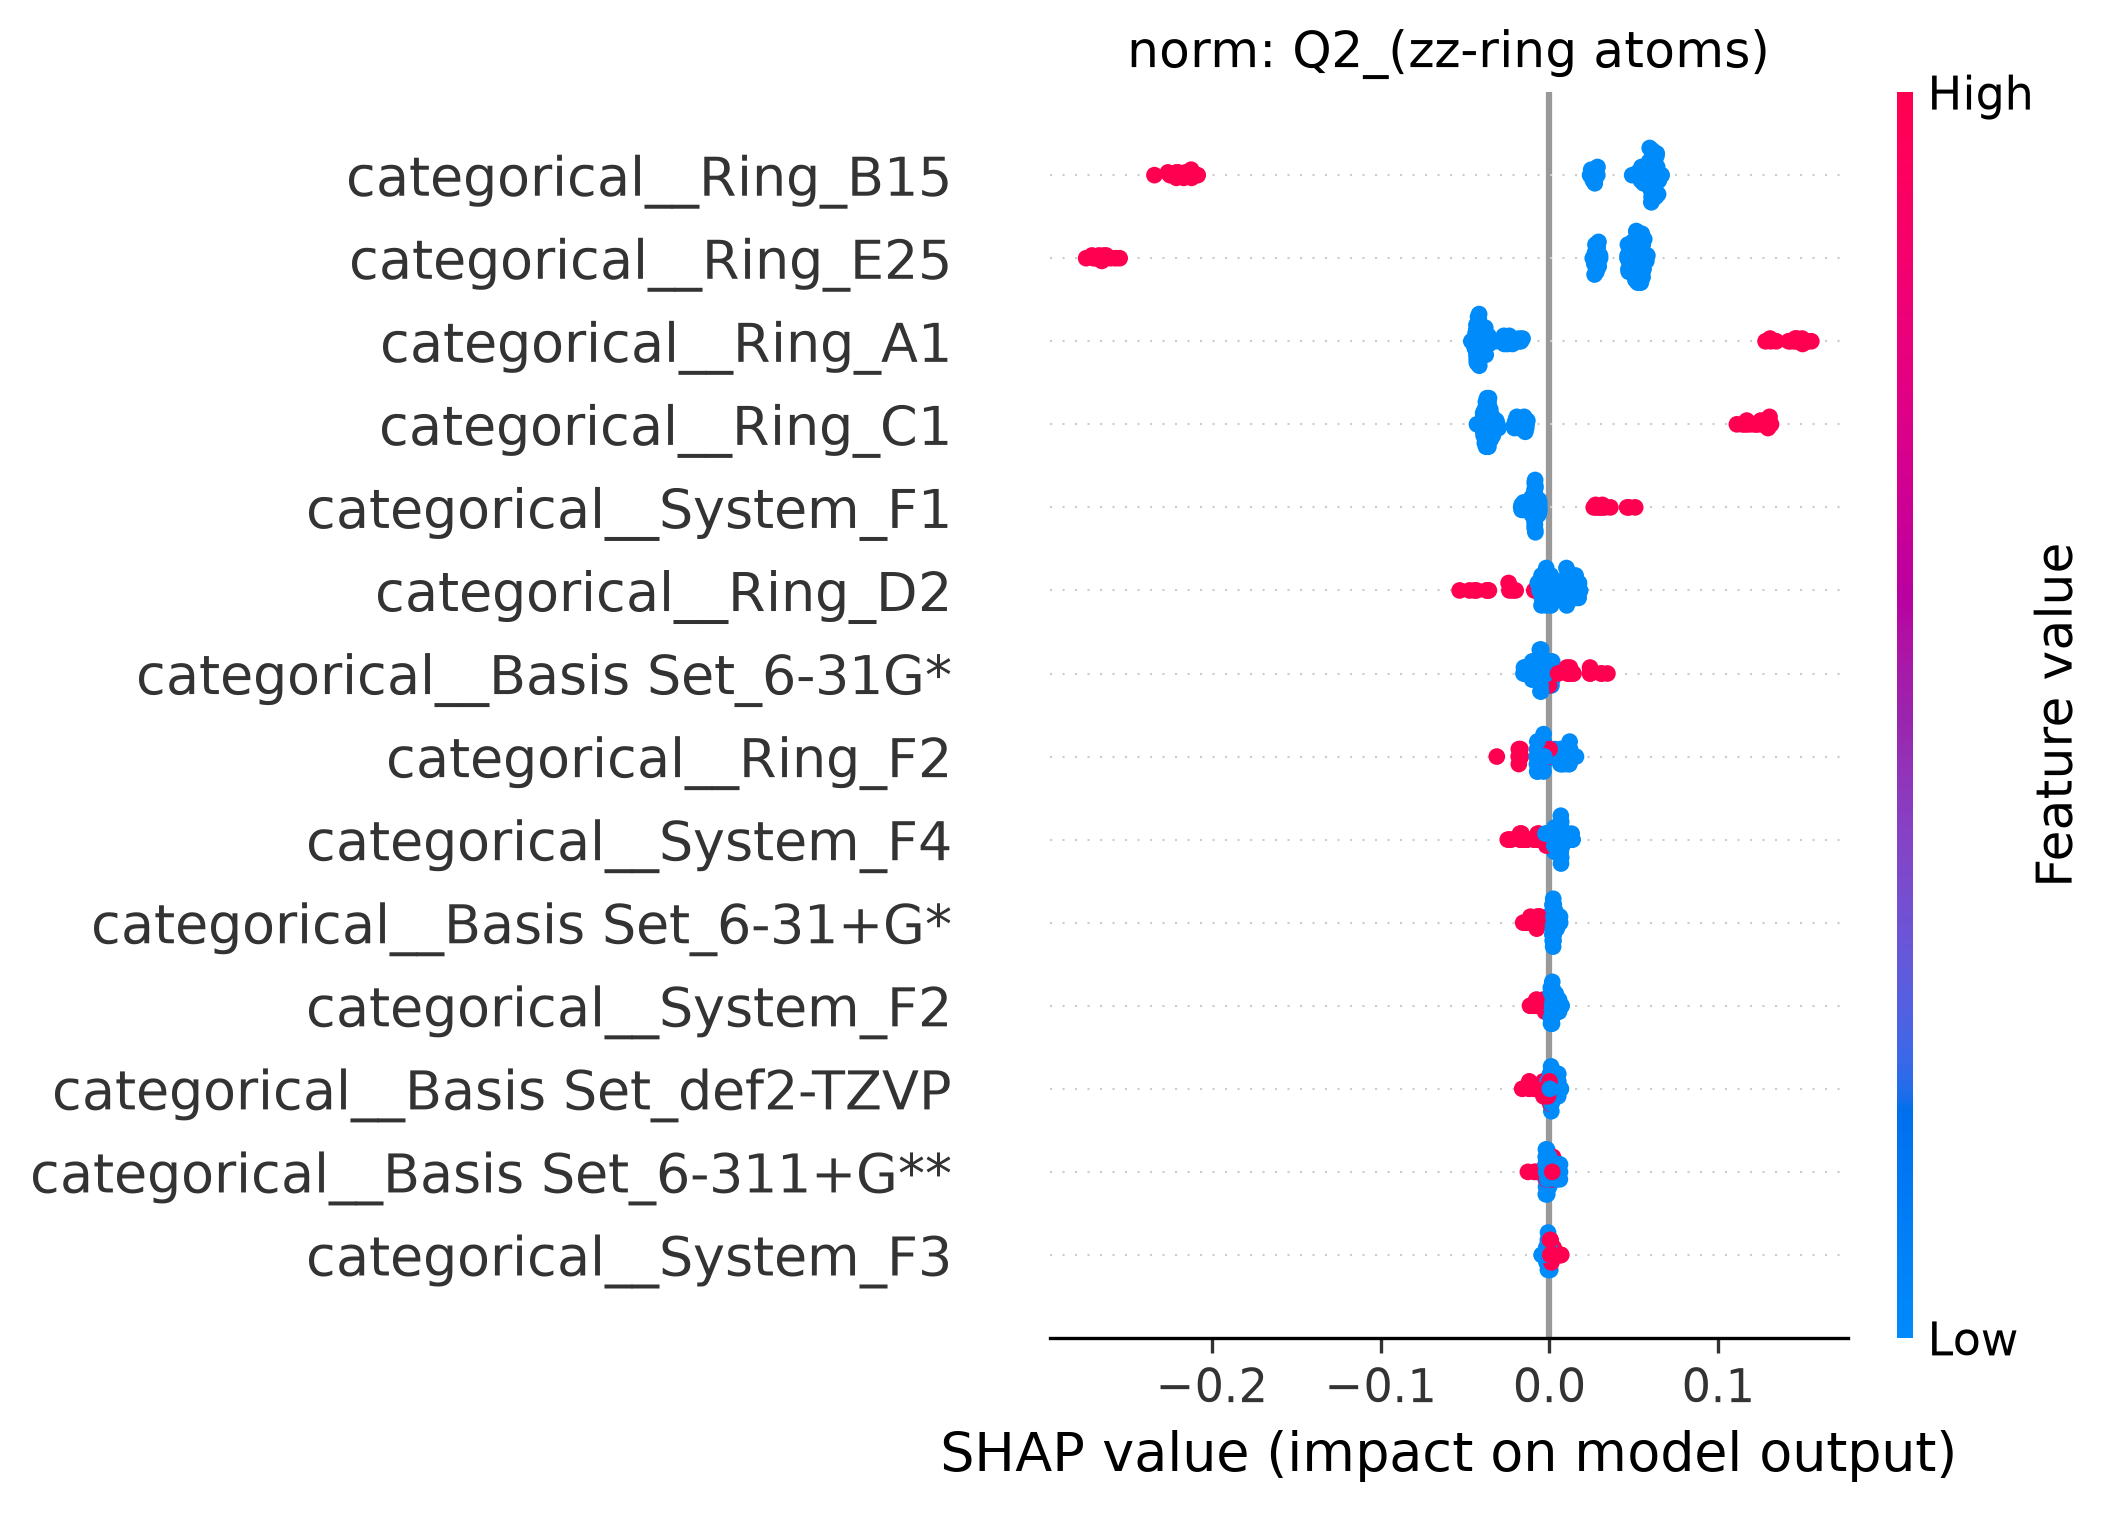 norm: Q2_(zz-ring atoms)
High
categorical__Ring_B15
categorical__Ring_E25
categorical__Ring_A1
categorical__Ring_C1
categorical__System_F1
categorical__Ring_D2
categorical__Basis Set_6-31G*
categorical__Ring_F2
categorical__System_F4
categorical__Basis Set_6-31+G*
categorical__System_F2
categorical__Basis Set_def2-TZVP
categorical__Basis Set_6-311+G**
categorical__System_F3
Feature value
Low
−0.2 −0.1 0.0 0.1
SHAP value (impact on model output)